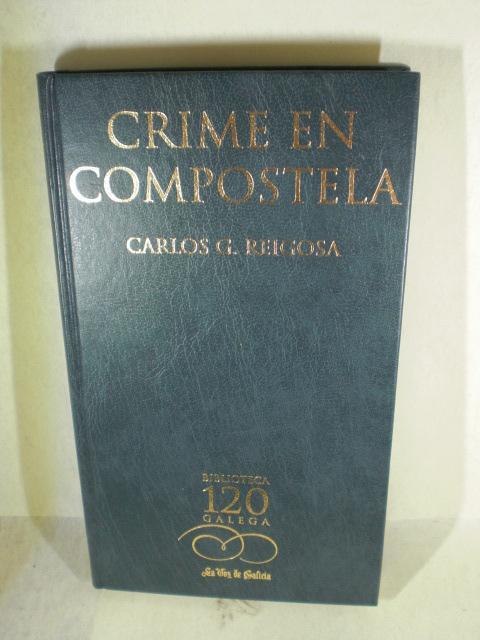 CRIME EN
COMPOSTELA
CARLOS G. REIGOSA
BIBLIOTECA
120
GALEGA
La Voz de Galicia